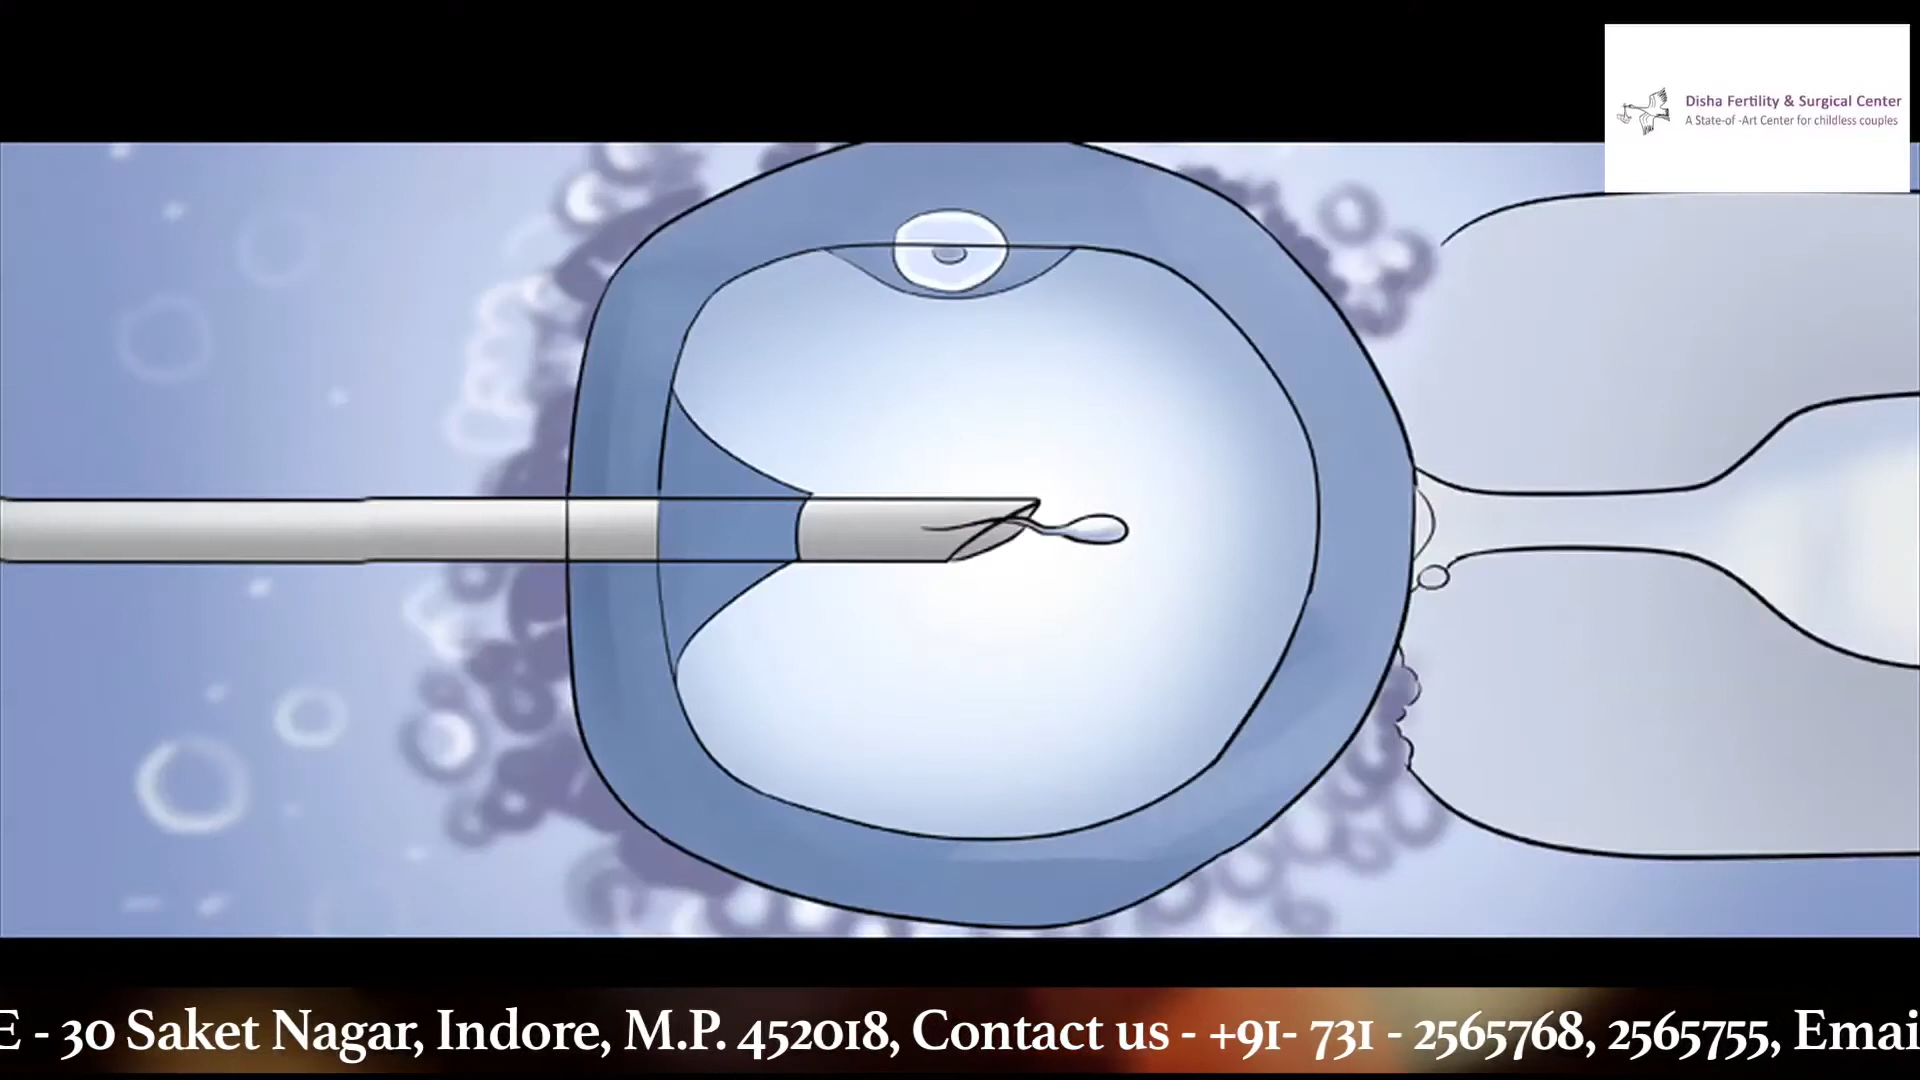 Disha Fertility & Surgical Center
A State-of -Art Center for childless couples
E - 30 Saket Nagar, Indore, M.P. 452018, Contact us - +91- 731 - 2565768, 2565755, Emai